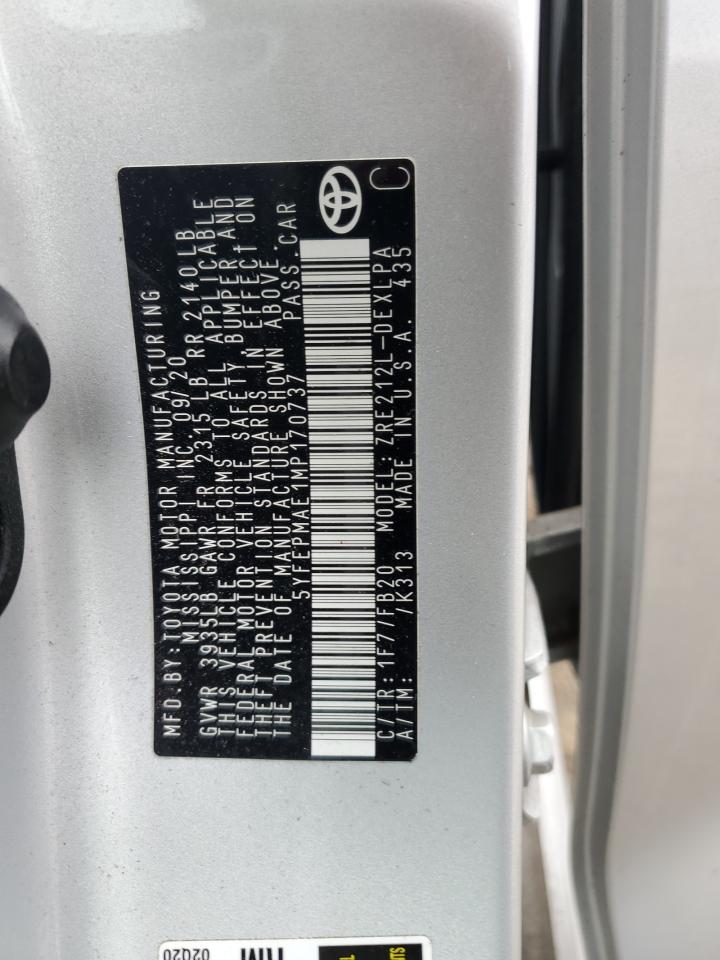 MFD.BY:TOYOTA MOTOR MANUFACTURING
MISSISSIPPI INC. 09/20
GVWR 3935LB GAWR FR 2315 LB RR 2140 LB
THIS VEHICLE CONFORMS TO ALL APPLICABLE
FEDERAL MOTOR VEHICLE SAFETY, BUMPER, AND
THEFT PREVENTION STANDARDS IN EFFECT ON
THE DATE OF MANUFACTURE SHOWN ABOVE.
5YFEPMAE1MP170737 PASS.CAR
C/TR:1F7/FB20 MODEL:ZRE212L-DEXLPA
A/TM: /K313 MADE IN U.S.A. 435
C
02Q20